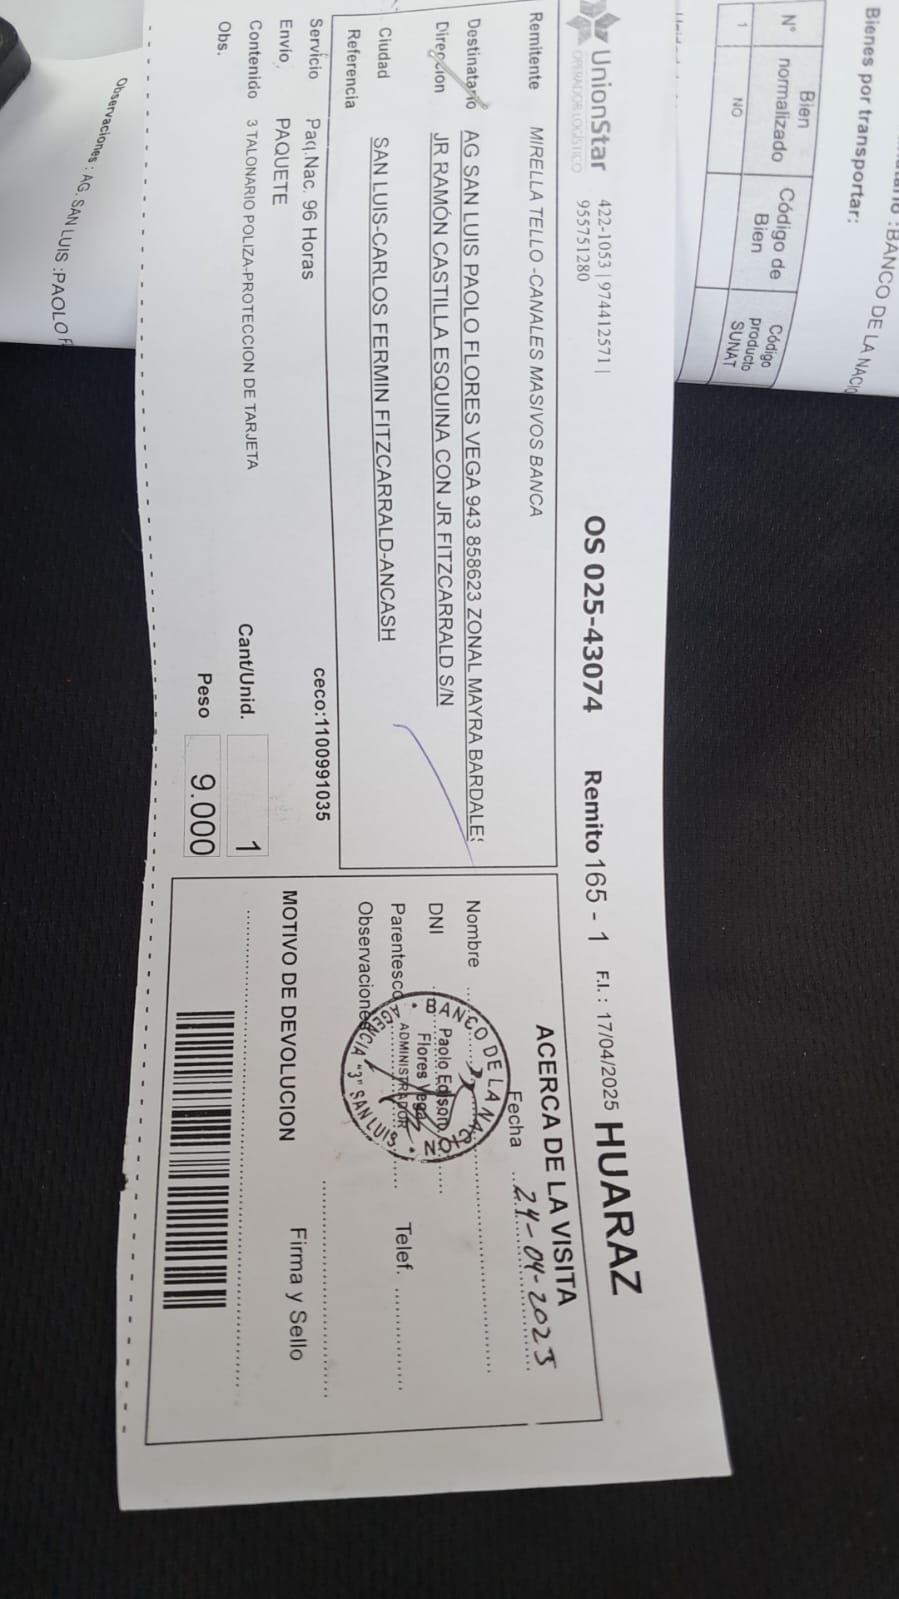 UnionStar
OPERADOR LOGÍSTICO
422-1053 | 974412571 |
955751280
OS 025-43074
Remito 165 - 1
F.I. : 17/04/2025
HUARAZ
Remitente MIRELLA TELLO -CANALES MASIVOS BANCA
Destinatario AG SAN LUIS PAOLO FLORES VEGA 943 858623 ZONAL MAYRA BARDALES
Direccion JR RAMÓN CASTILLA ESQUINA CON JR FITZCARRALD S/N
Ciudad SAN LUIS-CARLOS FERMIN FITZCARRALD-ANCASH
Referencia
Servicio Paq.Nac. 96 Horas
ceco:1100991035
Envio PAQUETE
Contenido 3 TALONARIO POLIZA-PROTECCION DE TARJETA
Cant/Unid. 1
Obs.
Peso 9.000
ACERCA DE LA VISITA
Fecha 24-04-2025
Nombre
DNI
Parentesco
Telef.
Observaciones
BANCO DE LA NACION
Paolo Edison
Flores Vega
ADMINISTRADOR
AGENCIA "3" SAN LUIS
MOTIVO DE DEVOLUCION
Firma y Sello
:BANCO DE LA NACIO
Bienes por transportar:
N° Bien normalizado Código de Bien Código producto SUNAT
1 NO
Observaciones : AG. SAN LUIS :PAOLO F